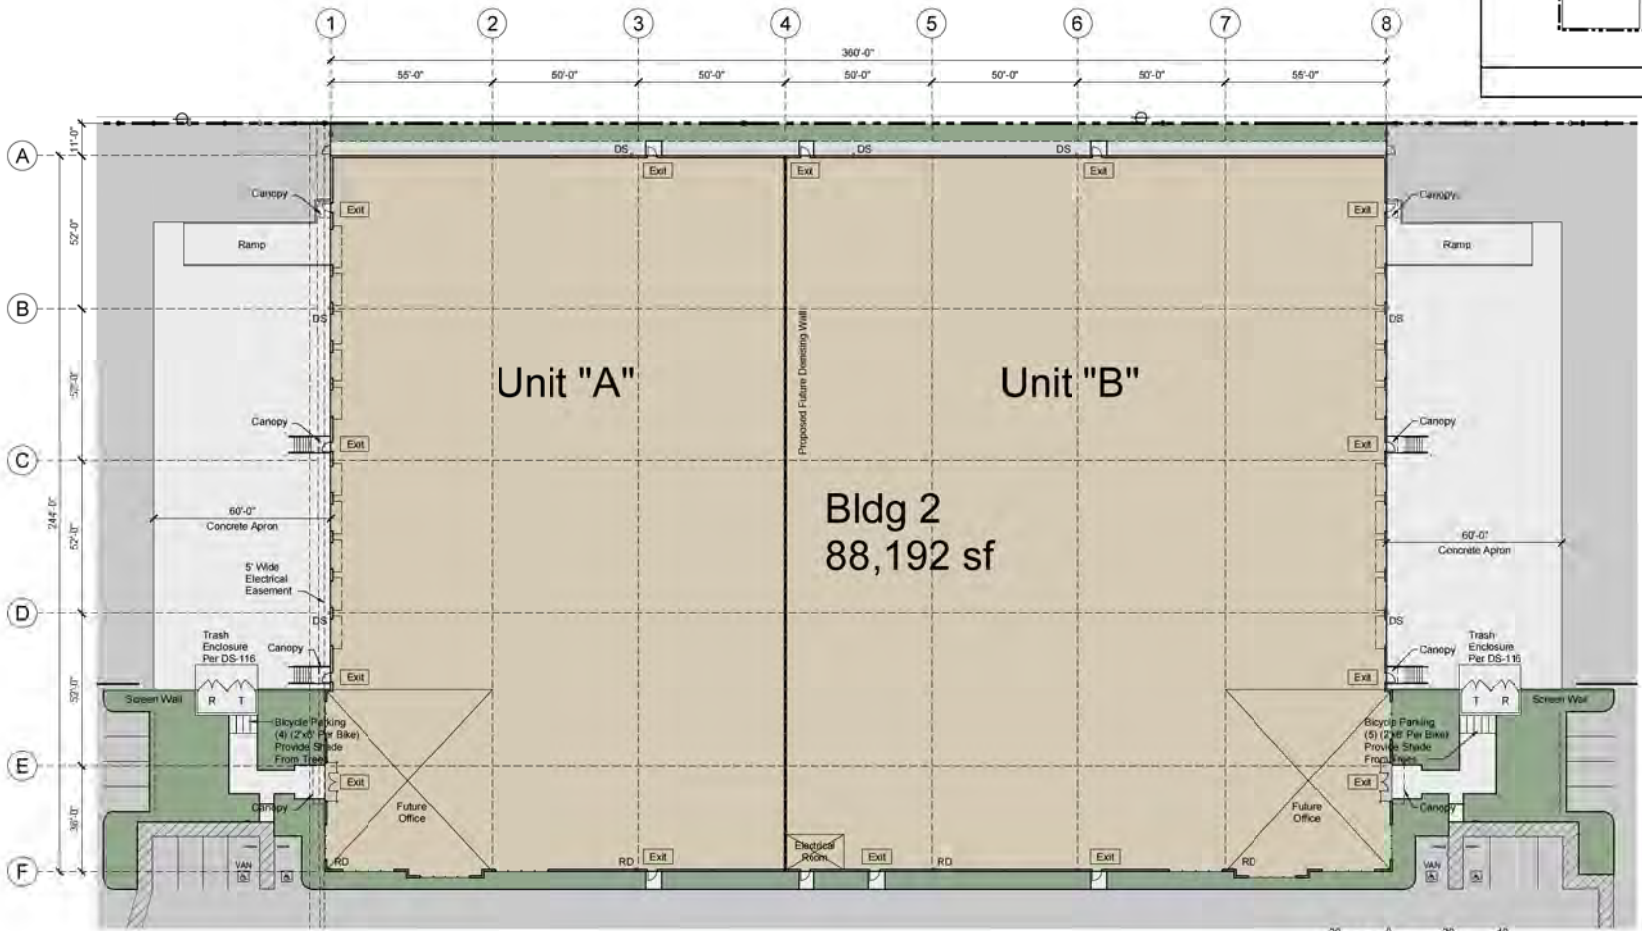 1 2 3 4 5 6 7 8
360'-0"
55'-0" 50'-0" 50'-0" 50'-0" 50'-0" 50'-0" 55'-0"
11'-0"
A
DS DS DS
Exit Exit Exit
Canopy Exit Exit Canopy
52'-0"
Ramp Ramp
B
DS DS
Proposed Future Demising Wall
52'-0"
Unit "A" Unit "B"
Canopy Exit Exit Canopy
C
244'-0"
Bldg 2
88,192 sf
60'-0" 60'-0"
Concrete Apron Concrete Apron
52'-0"
5' Wide
Electrical
Easement
D
DS DS
Trash
Enclosure
Per DS-116
Canopy
Trash
Enclosure
Per DS-116
Canopy
Exit Exit
52'-0"
Screen Wall R T T R Screen Wall
Bicycle Parking
(4) (2'x6' Per Bike)
Provide Shade
From Trees
Bicycle Parking
(5) (2'x6' Per Bike)
Provide Shade
From Trees
E
Exit Exit
Canopy Canopy
Future
Office
Future
Office
36'-0"
Electrical
Room
RD RD Exit Exit RD Exit RD
VAN VAN
F